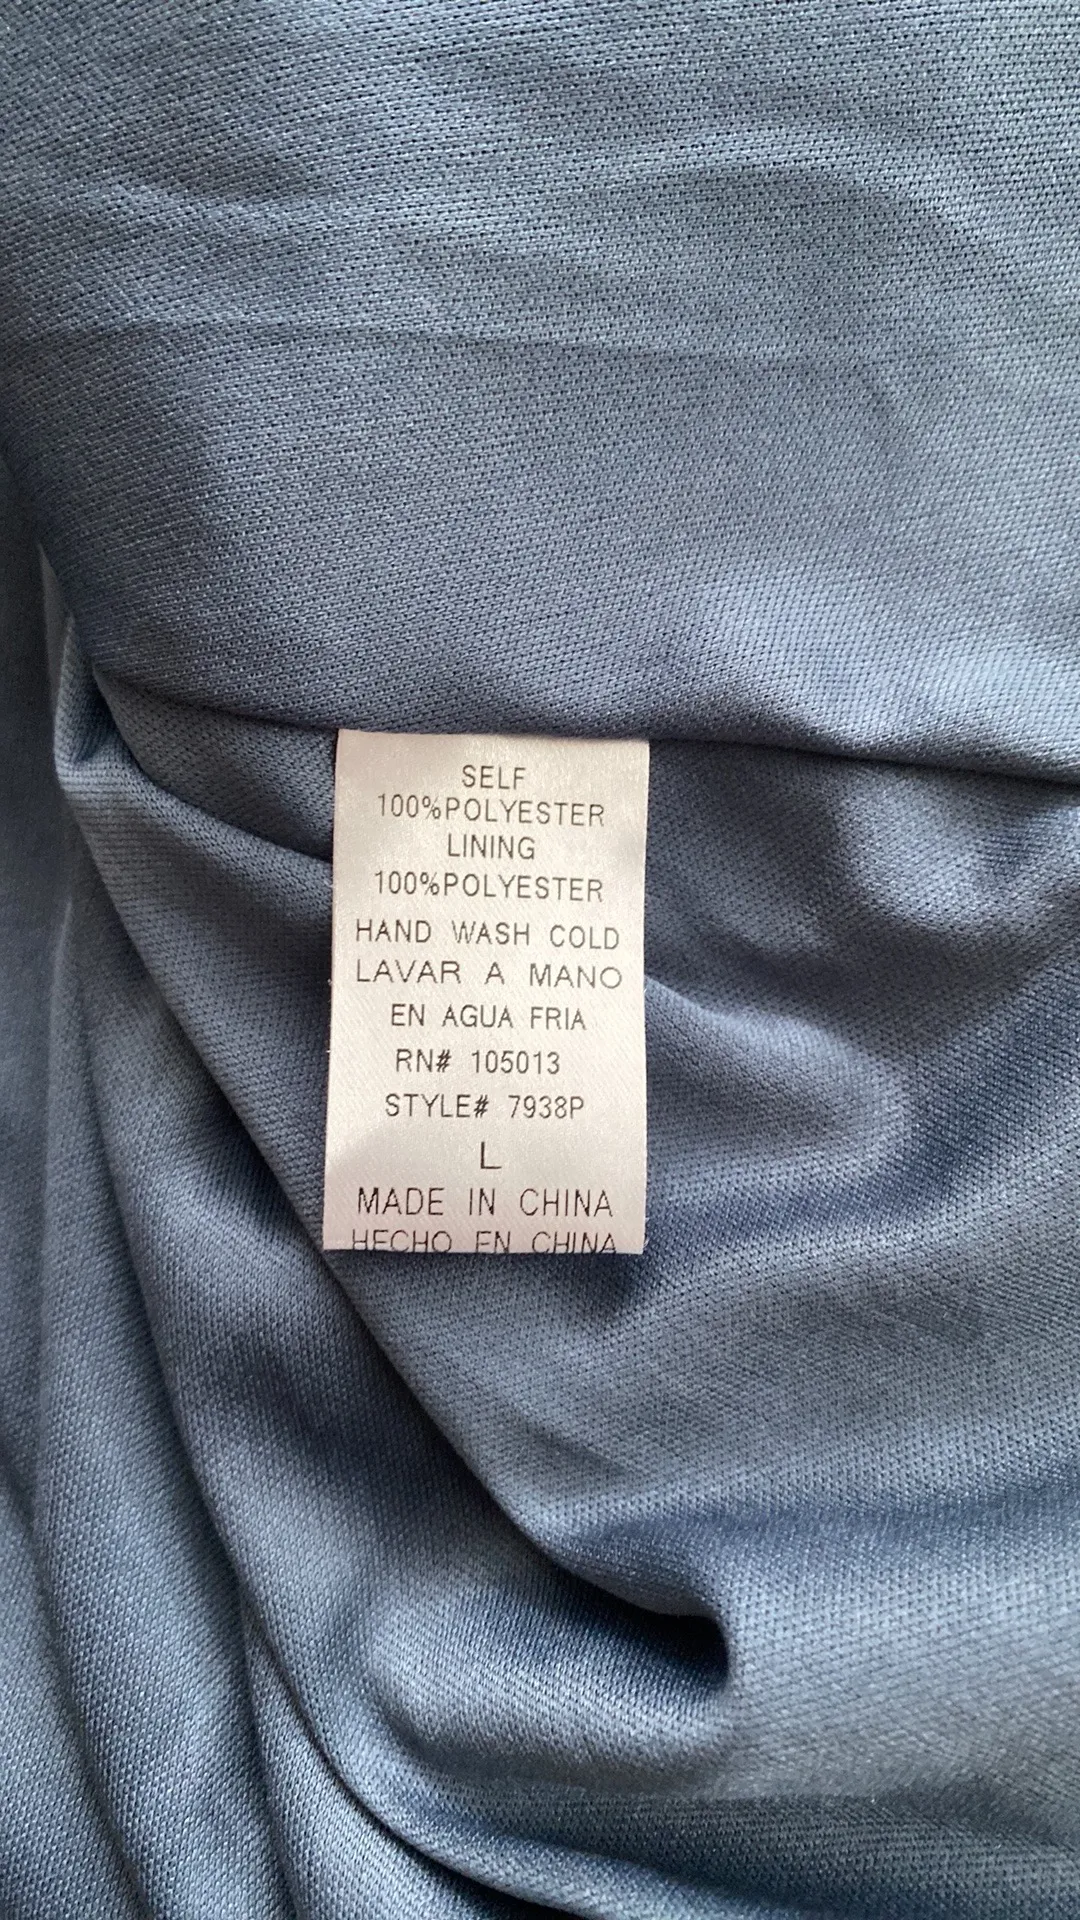 SELF
100%POLYESTER
LINING
100%POLYESTER
HAND WASH COLD
LAVAR A MANO
EN AGUA FRIA
RN# 105013
STYLE# 7938P
L
MADE IN CHINA
HECHO EN CHINA